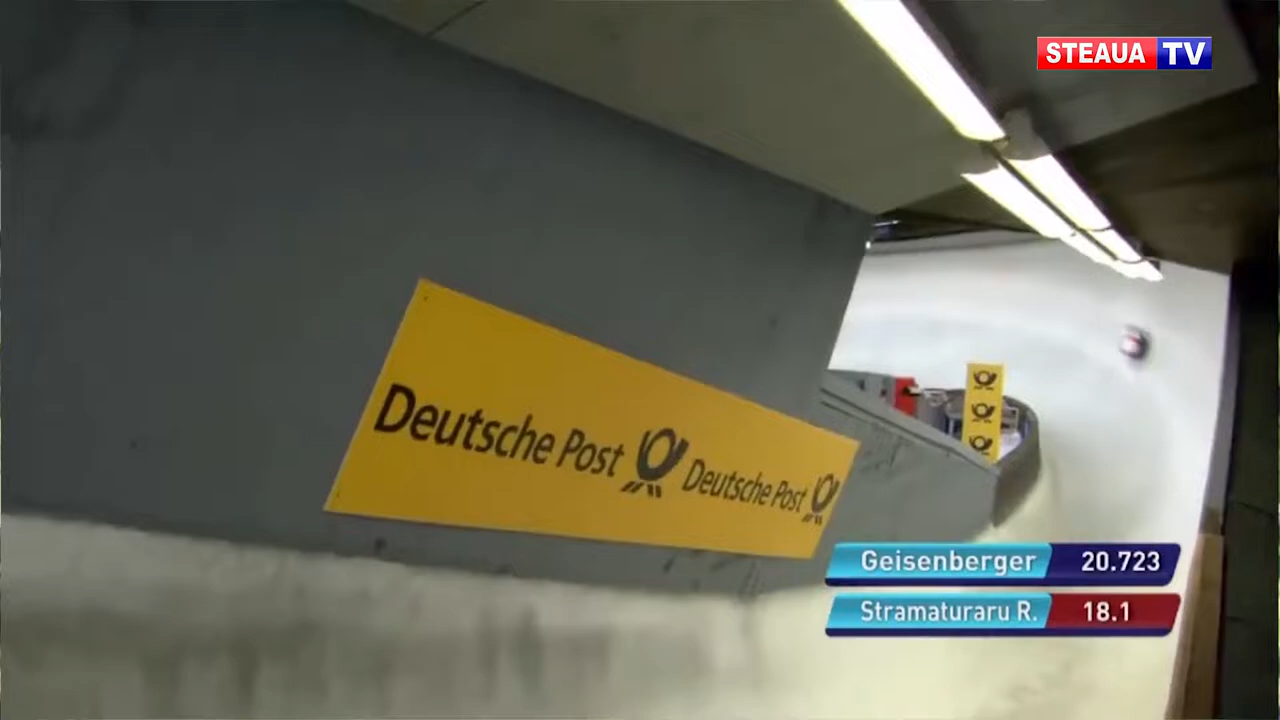 STEAUA TV
Deutsche Post Deutsche Post
Geisenberger 20.723
Stramaturaru R. 18.1